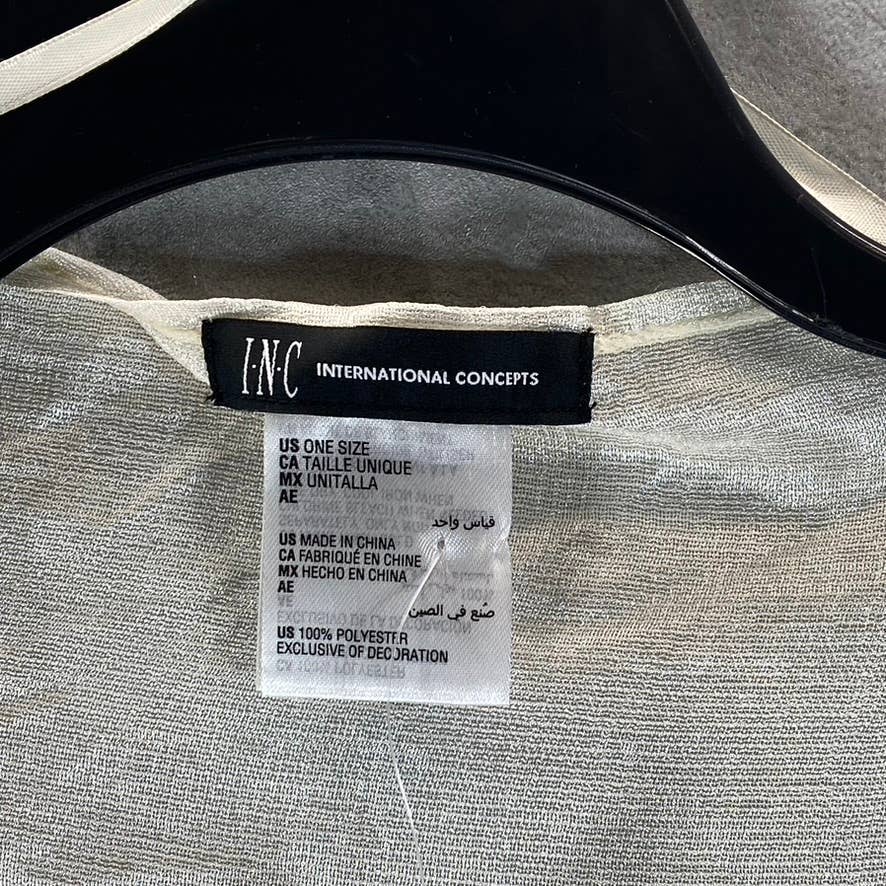 I·N·C INTERNATIONAL CONCEPTS
US ONE SIZE
CA TAILLE UNIQUE
MX UNITALLA
AE
قياس واحد
US MADE IN CHINA
CA FABRIQUÉ EN CHINE
MX HECHO EN CHINA
AE
صُنع في الصين
US 100% POLYESTER
EXCLUSIVE OF DECORATION